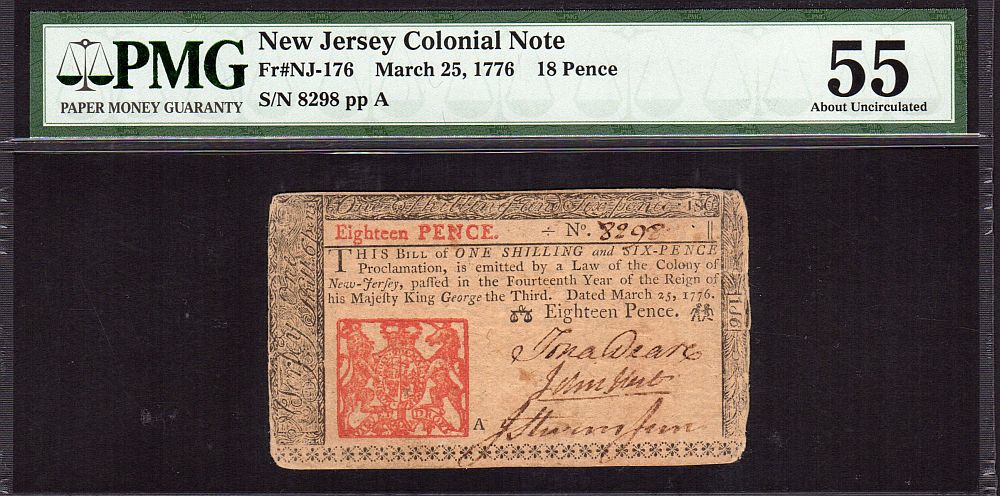 PMG
PAPER MONEY GUARANTY
New Jersey Colonial Note
Fr#NJ-176 March 25, 1776 18 Pence
S/N 8298 pp A
55
About Uncirculated
Eighteen PENCE. ÷ No. 8298
THIS BILL of ONE SHILLING and SIX-PENCE
Proclamation, is emitted by a Law of the Colony of
New-Jerſey, paſſed in the Fourteenth Year of the Reign of
his Majeſty King George the Third. Dated March 25, 1776.
Eighteen Pence.
Jona Deare
A